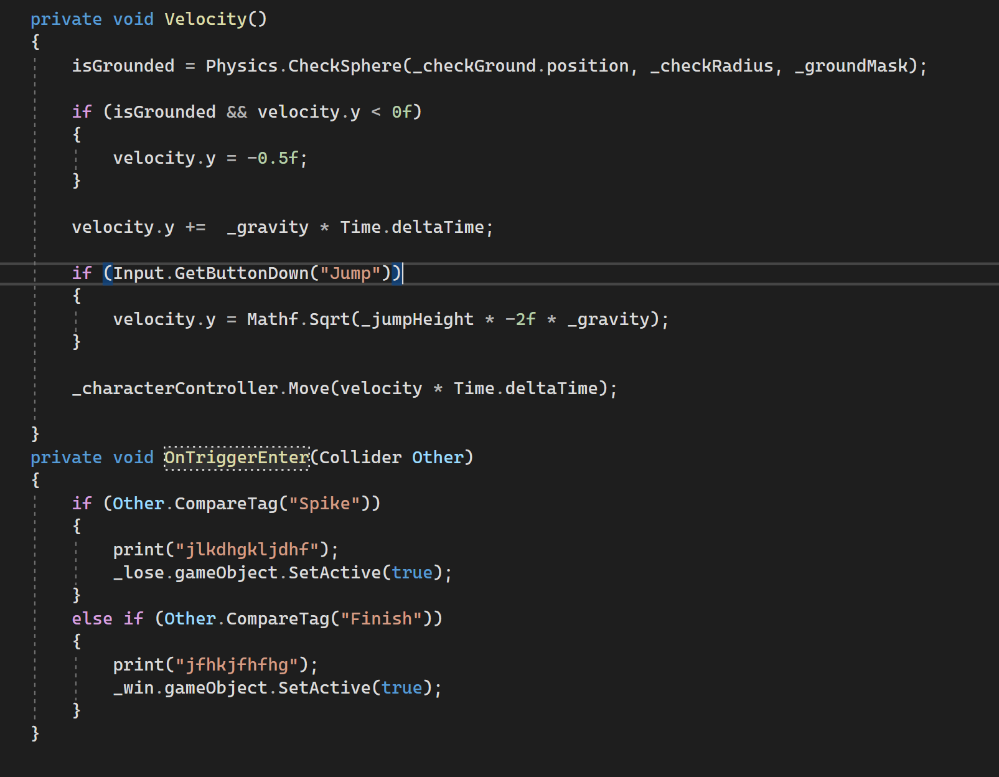 private void Velocity()
{
isGrounded = Physics.CheckSphere(_checkGround.position, _checkRadius, _groundMask);
if (isGrounded && velocity.y < 0f)
{
velocity.y = -0.5f;
}
velocity.y +=  _gravity * Time.deltaTime;
if (Input.GetButtonDown("Jump"))
{
velocity.y = Mathf.Sqrt(_jumpHeight * -2f * _gravity);
}
_characterController.Move(velocity * Time.deltaTime);
}
private void OnTriggerEnter(Collider Other)
{
if (Other.CompareTag("Spike"))
{
print("jlkdhgkljdhf");
_lose.gameObject.SetActive(true);
}
else if (Other.CompareTag("Finish"))
{
print("jfhkjfhfhg");
_win.gameObject.SetActive(true);
}
}